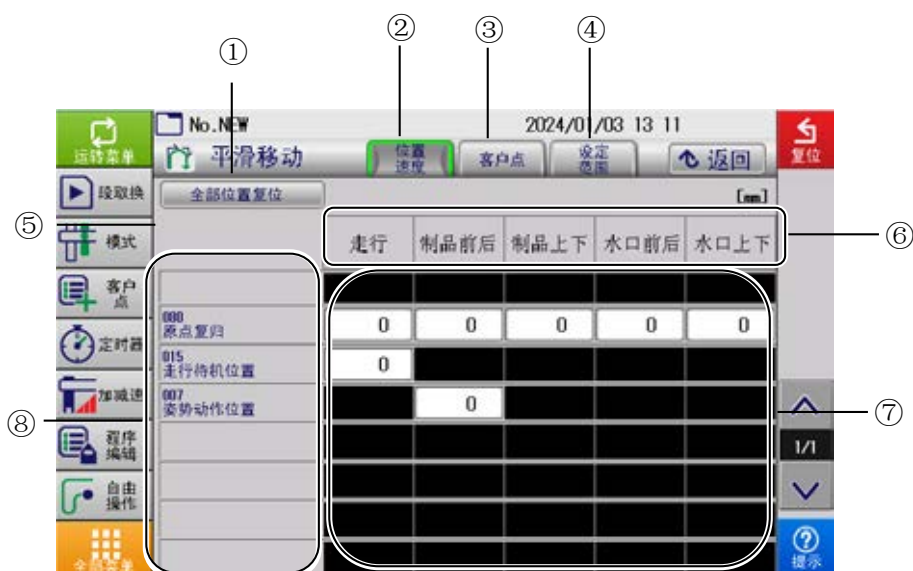 ① ② ③ ④
运转菜单
No.NEW
2024/01/03 13 11
复位
平滑移动
位置
速度
客户点
设定
范围
返回
段取换
全部位置复位
[mm]
⑤
⑥
模式
走行 制品前后 制品上下 水口前后 水口上下
客户
点
000
原点复归
0 0 0 0 0
定时器
015
走行待机位置
0
加减速
007
姿势动作位置
0
⑧
⑦
程序
编辑
1/1
自由
操作
全部菜单
提示